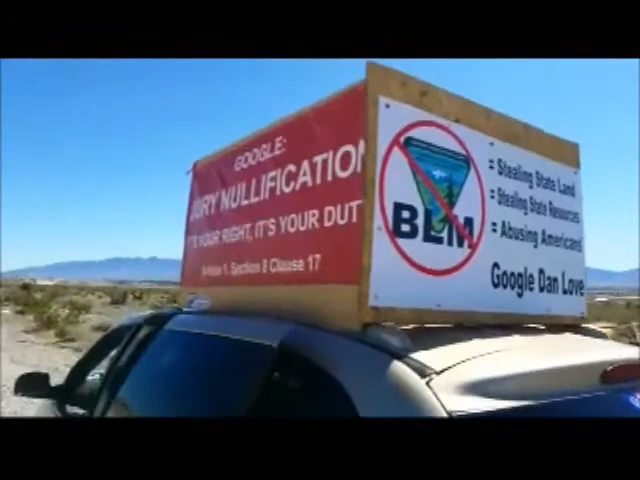 GOOGLE:
JURY NULLIFICATION
IT'S YOUR RIGHT, IT'S YOUR DUT
Article 1, Section 8 Clause 17
BLM
= Stealing State Land
= Stealing State Resources
= Abusing Americans
Google Dan Love